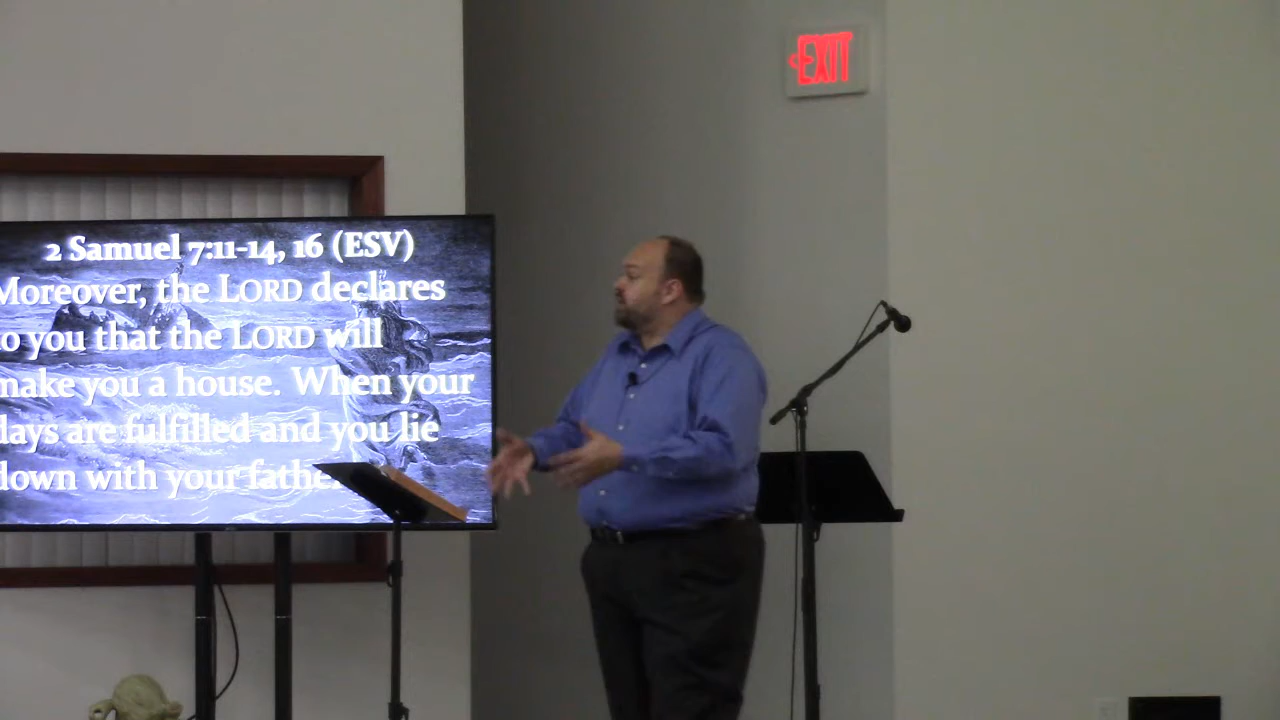 EXIT
2 Samuel 7:11-14, 16 (ESV)
Moreover, the LORD declares
o you that the LORD will
make you a house. When your
days are fulfilled and you lie
down with your fathe